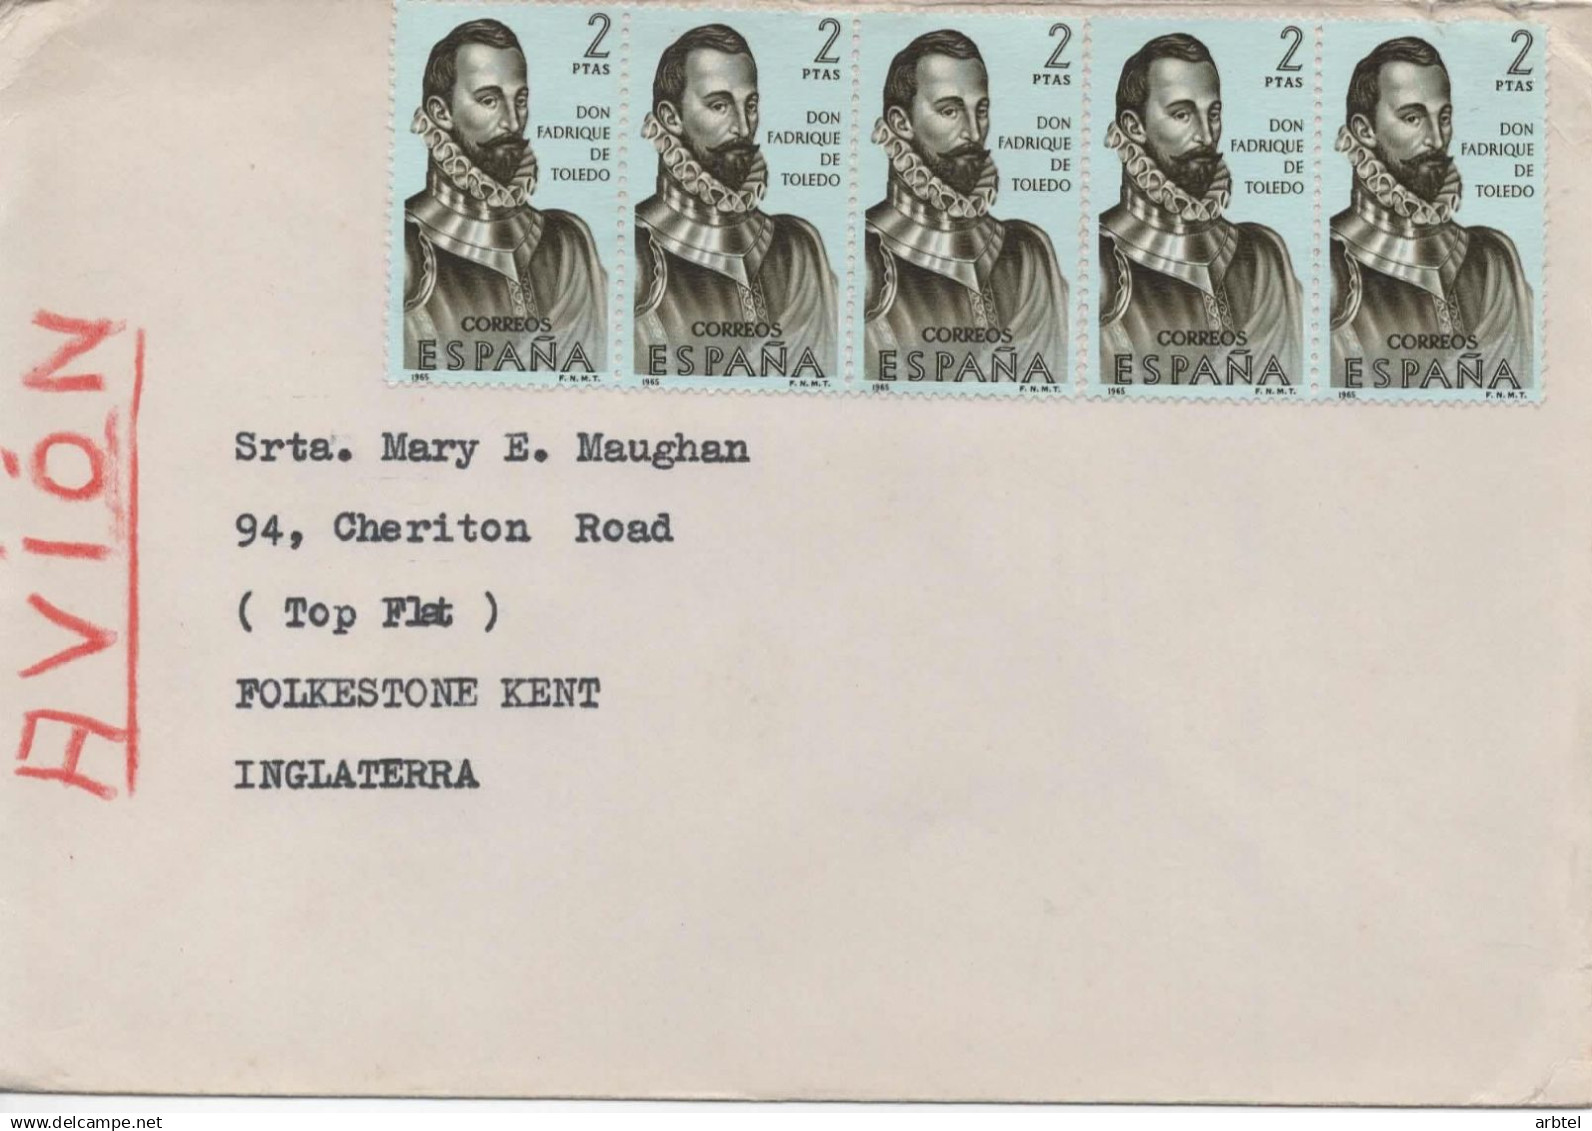 2
PTAS
DON
FADRIQUE
DE
TOLEDO
CORREOS
ESPAÑA
1965 F.N.M.T.
2
PTAS
DON
FADRIQUE
DE
TOLEDO
CORREOS
ESPAÑA
1965 F.N.M.T.
2
PTAS
DON
FADRIQUE
DE
TOLEDO
CORREOS
ESPAÑA
1965 F.N.M.T.
2
PTAS
DON
FADRIQUE
DE
TOLEDO
CORREOS
ESPAÑA
1965 F.N.M.T.
2
PTAS
DON
FADRIQUE
DE
TOLEDO
CORREOS
ESPAÑA
1965 F.N.M.T.
AVIÓN
Srta. Mary E. Maughan
94, Cheriton Road
( Top Flat )
FOLKESTONE KENT
INGLATERRA
arbtel